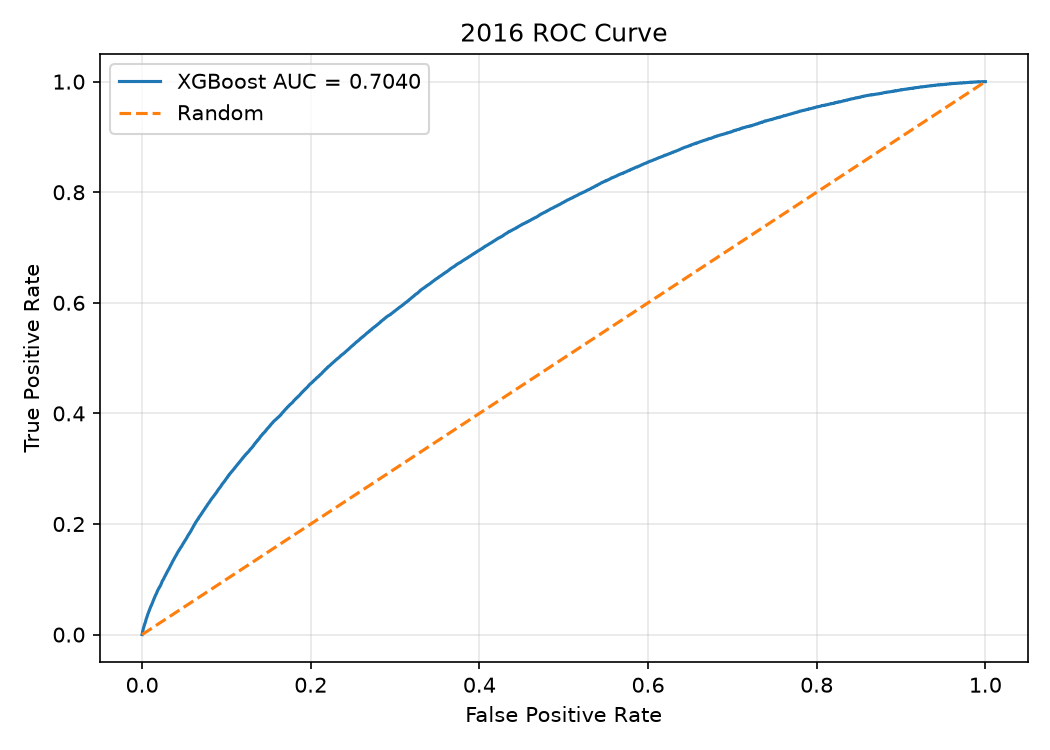 2016 ROC Curve
XGBoost AUC = 0.7040
Random
True Positive Rate
1.0
0.8
0.6
0.4
0.2
0.0
0.0 0.2 0.4 0.6 0.8 1.0
False Positive Rate